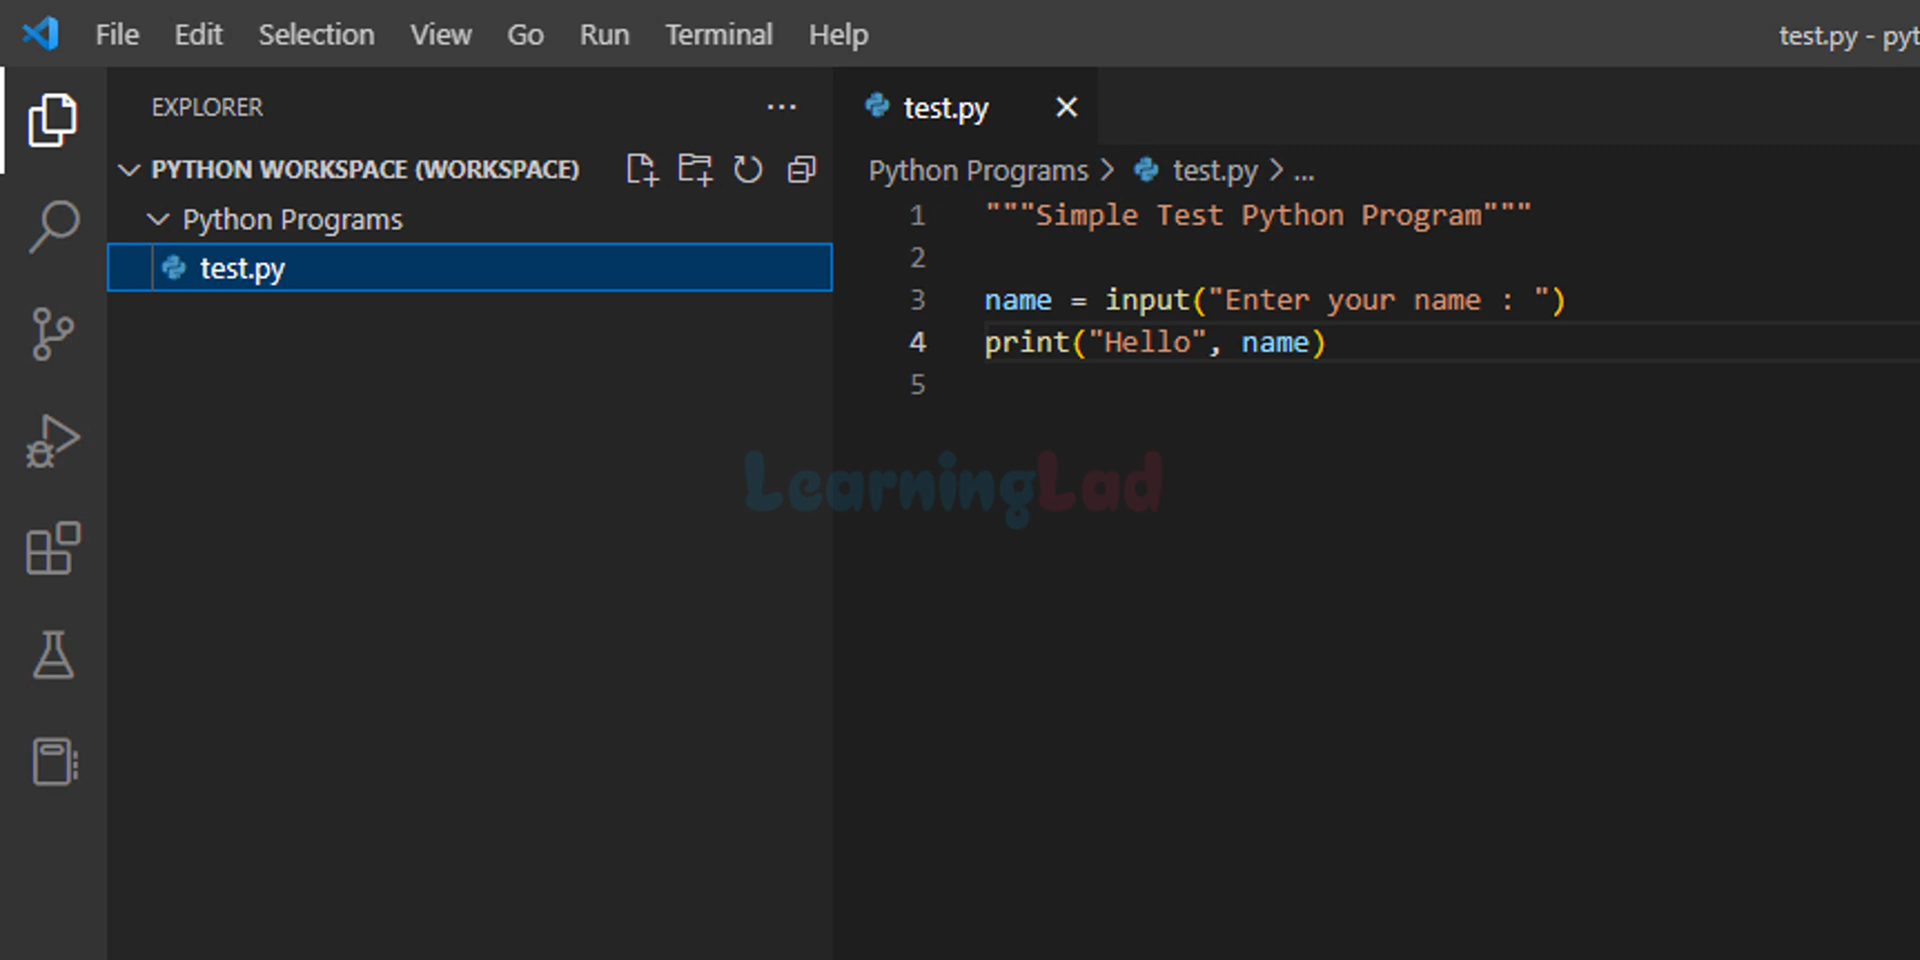 File Edit Selection View Go Run Terminal Help
test.py - pyt
EXPLORER ...
PYTHON WORKSPACE (WORKSPACE)
Python Programs
test.py
test.py
Python Programs > test.py > ...
1 """Simple Test Python Program"""
2
3 name = input("Enter your name : ")
4 print("Hello", name)
5
LearningLad